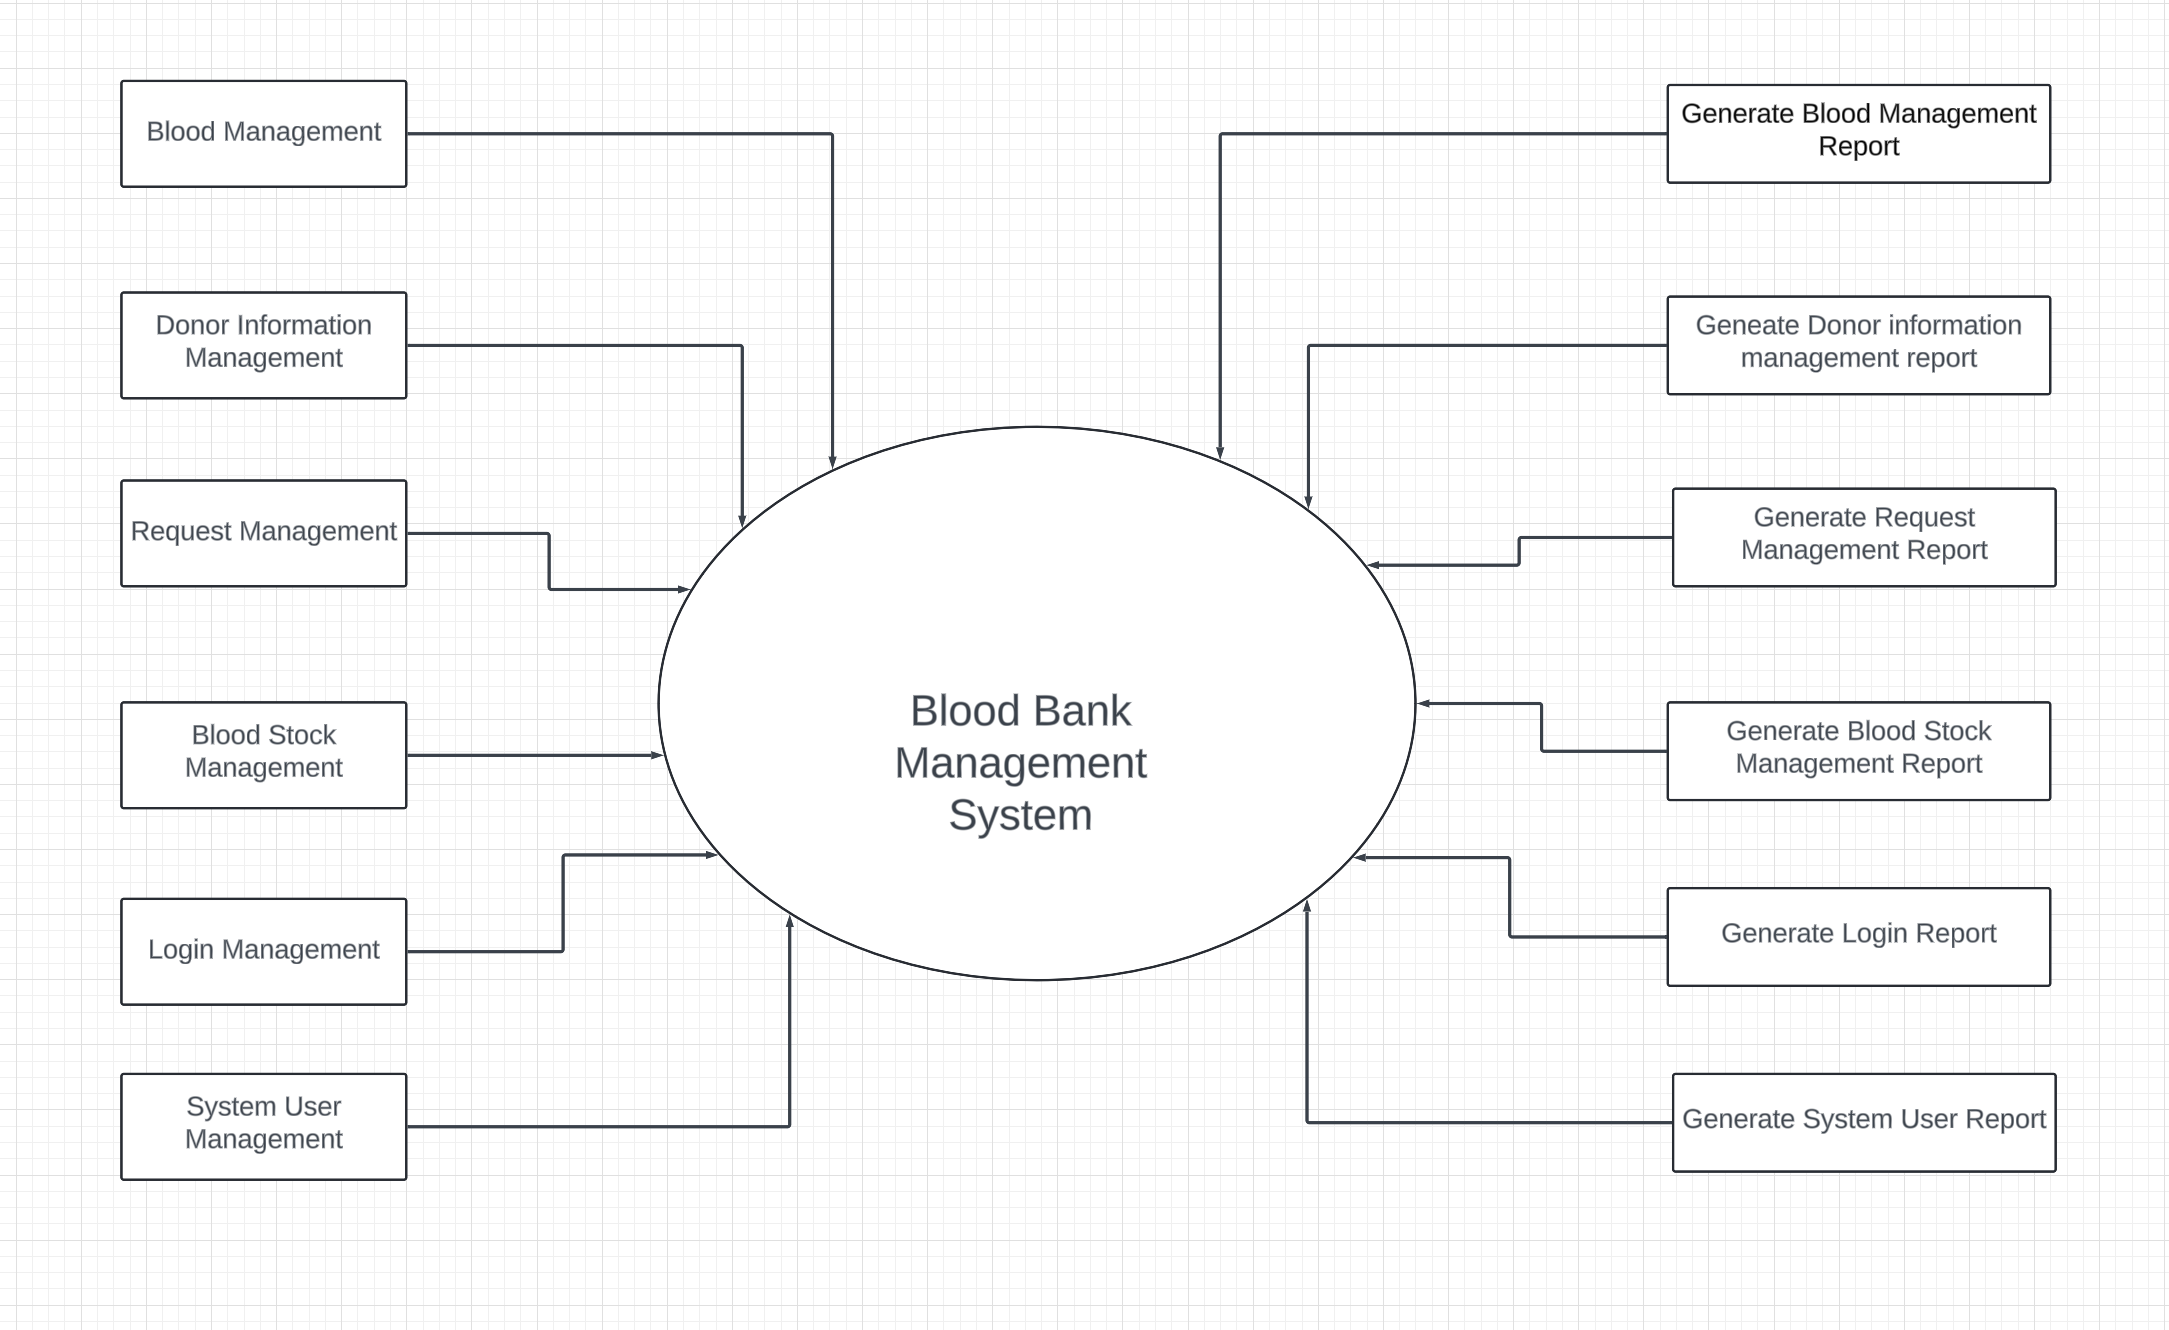 Blood Management
Donor Information
Management
Request Management
Blood Stock
Management
Login Management
System User
Management
Blood Bank
Management
System
Generate Blood Management
Report
Geneate Donor information
management report
Generate Request
Management Report
Generate Blood Stock
Management Report
Generate Login Report
Generate System User Report